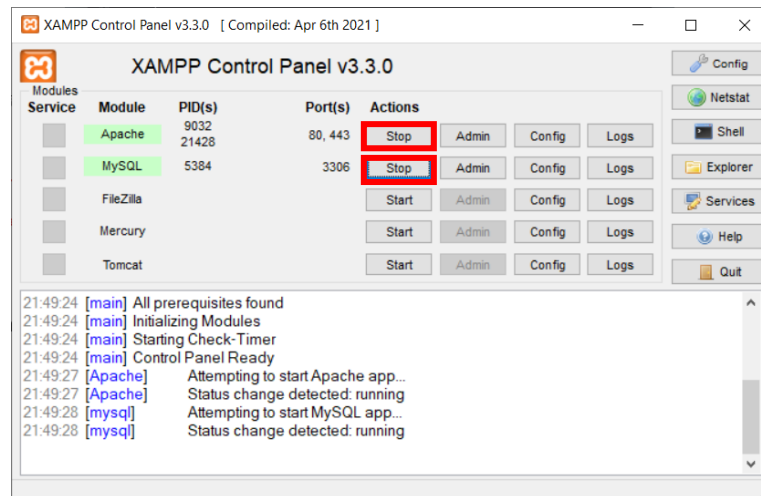 XAMPP Control Panel v3.3.0 [ Compiled: Apr 6th 2021 ]
XAMPP Control Panel v3.3.0
Config
Modules
Service Module PID(s) Port(s) Actions
Netstat
Apache 9032 21428 80, 443 Stop Admin Config Logs
Shell
MySQL 5384 3306 Stop Admin Config Logs
Explorer
FileZilla Start Admin Config Logs
Services
Mercury Start Admin Config Logs
Help
Tomcat Start Admin Config Logs
Quit
21:49:24 [main] All prerequisites found
21:49:24 [main] Initializing Modules
21:49:24 [main] Starting Check-Timer
21:49:24 [main] Control Panel Ready
21:49:27 [Apache] Attempting to start Apache app...
21:49:27 [Apache] Status change detected: running
21:49:28 [mysql] Attempting to start MySQL app...
21:49:28 [mysql] Status change detected: running